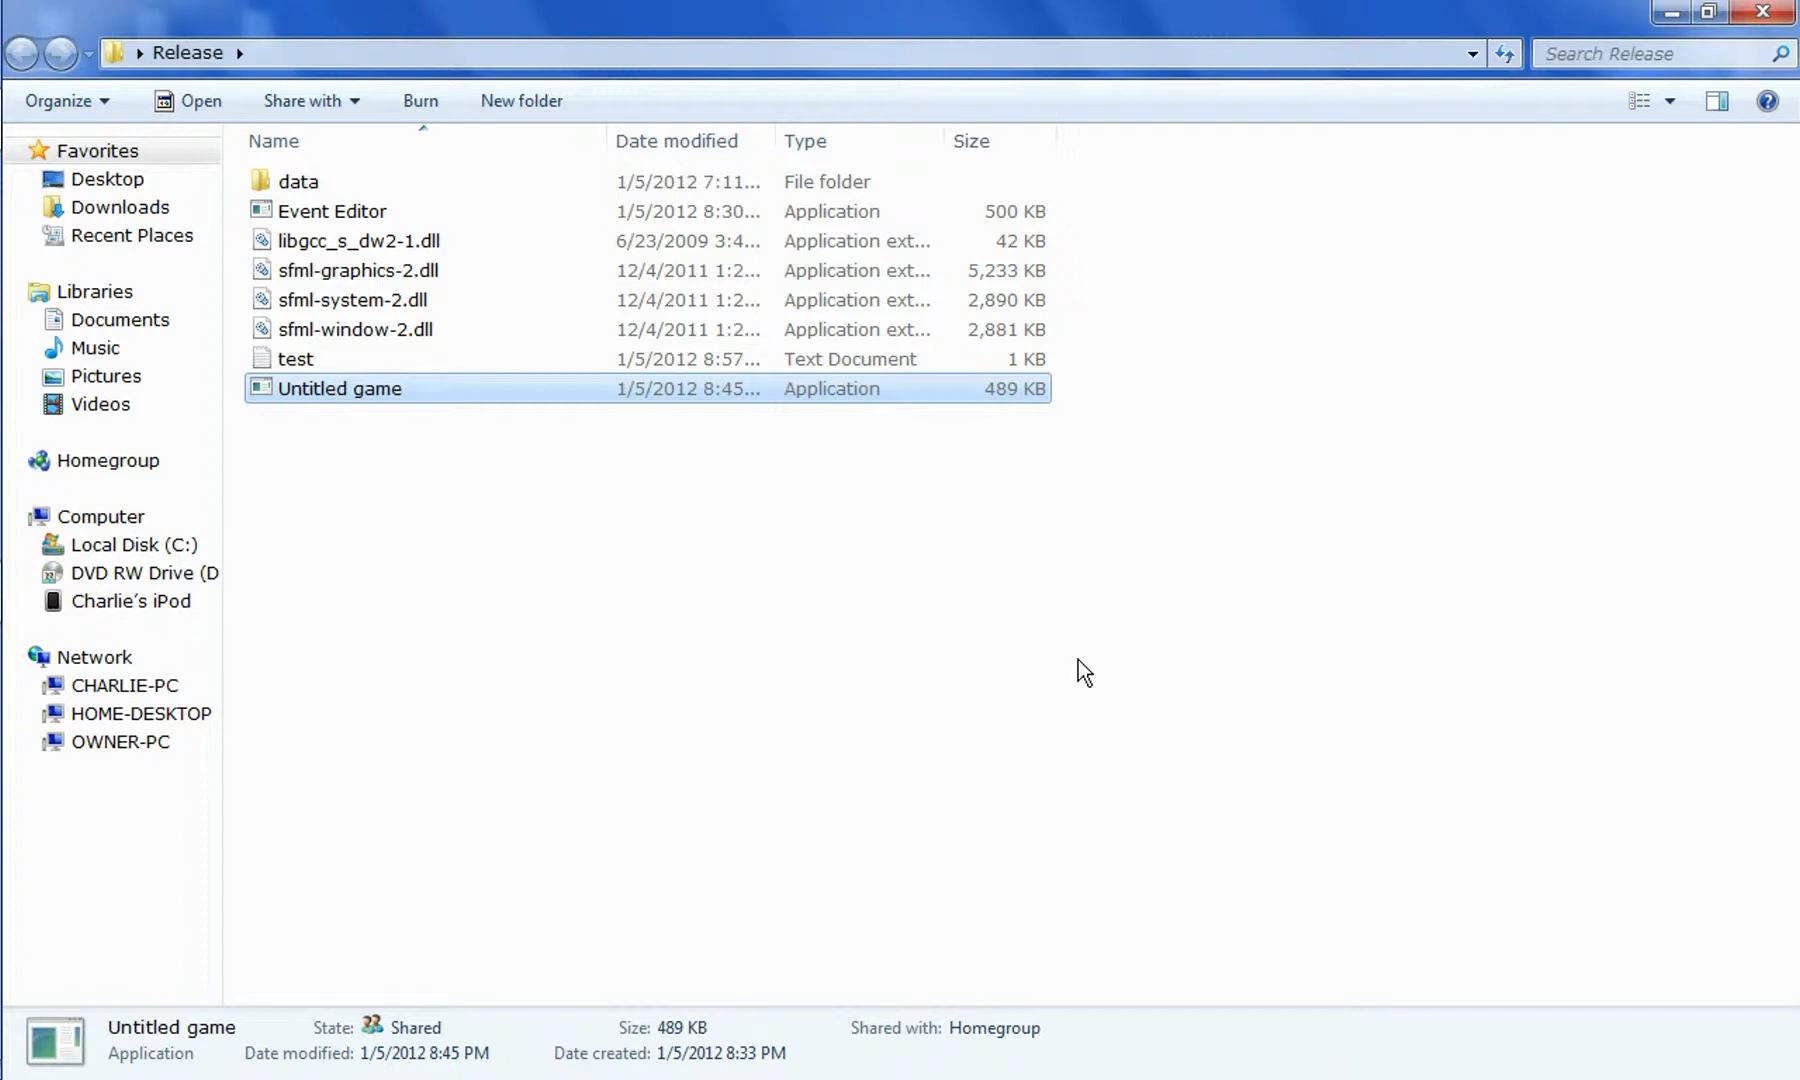 Release
Search Release
Organize Open Share with Burn New folder
Name Date modified Type Size
Favorites
Desktop
Downloads
Recent Places
Libraries
Documents
Music
Pictures
Videos
Homegroup
Computer
Local Disk (C:)
DVD RW Drive (D
Charlie's iPod
Network
CHARLIE-PC
HOME-DESKTOP
OWNER-PC
data 1/5/2012 7:11... File folder
Event Editor 1/5/2012 8:30... Application 500 KB
libgcc_s_dw2-1.dll 6/23/2009 3:4... Application ext... 42 KB
sfml-graphics-2.dll 12/4/2011 1:2... Application ext... 5,233 KB
sfml-system-2.dll 12/4/2011 1:2... Application ext... 2,890 KB
sfml-window-2.dll 12/4/2011 1:2... Application ext... 2,881 KB
test 1/5/2012 8:57... Text Document 1 KB
Untitled game 1/5/2012 8:45... Application 489 KB
Untitled game State: Shared Size: 489 KB Shared with: Homegroup
Application Date modified: 1/5/2012 8:45 PM Date created: 1/5/2012 8:33 PM